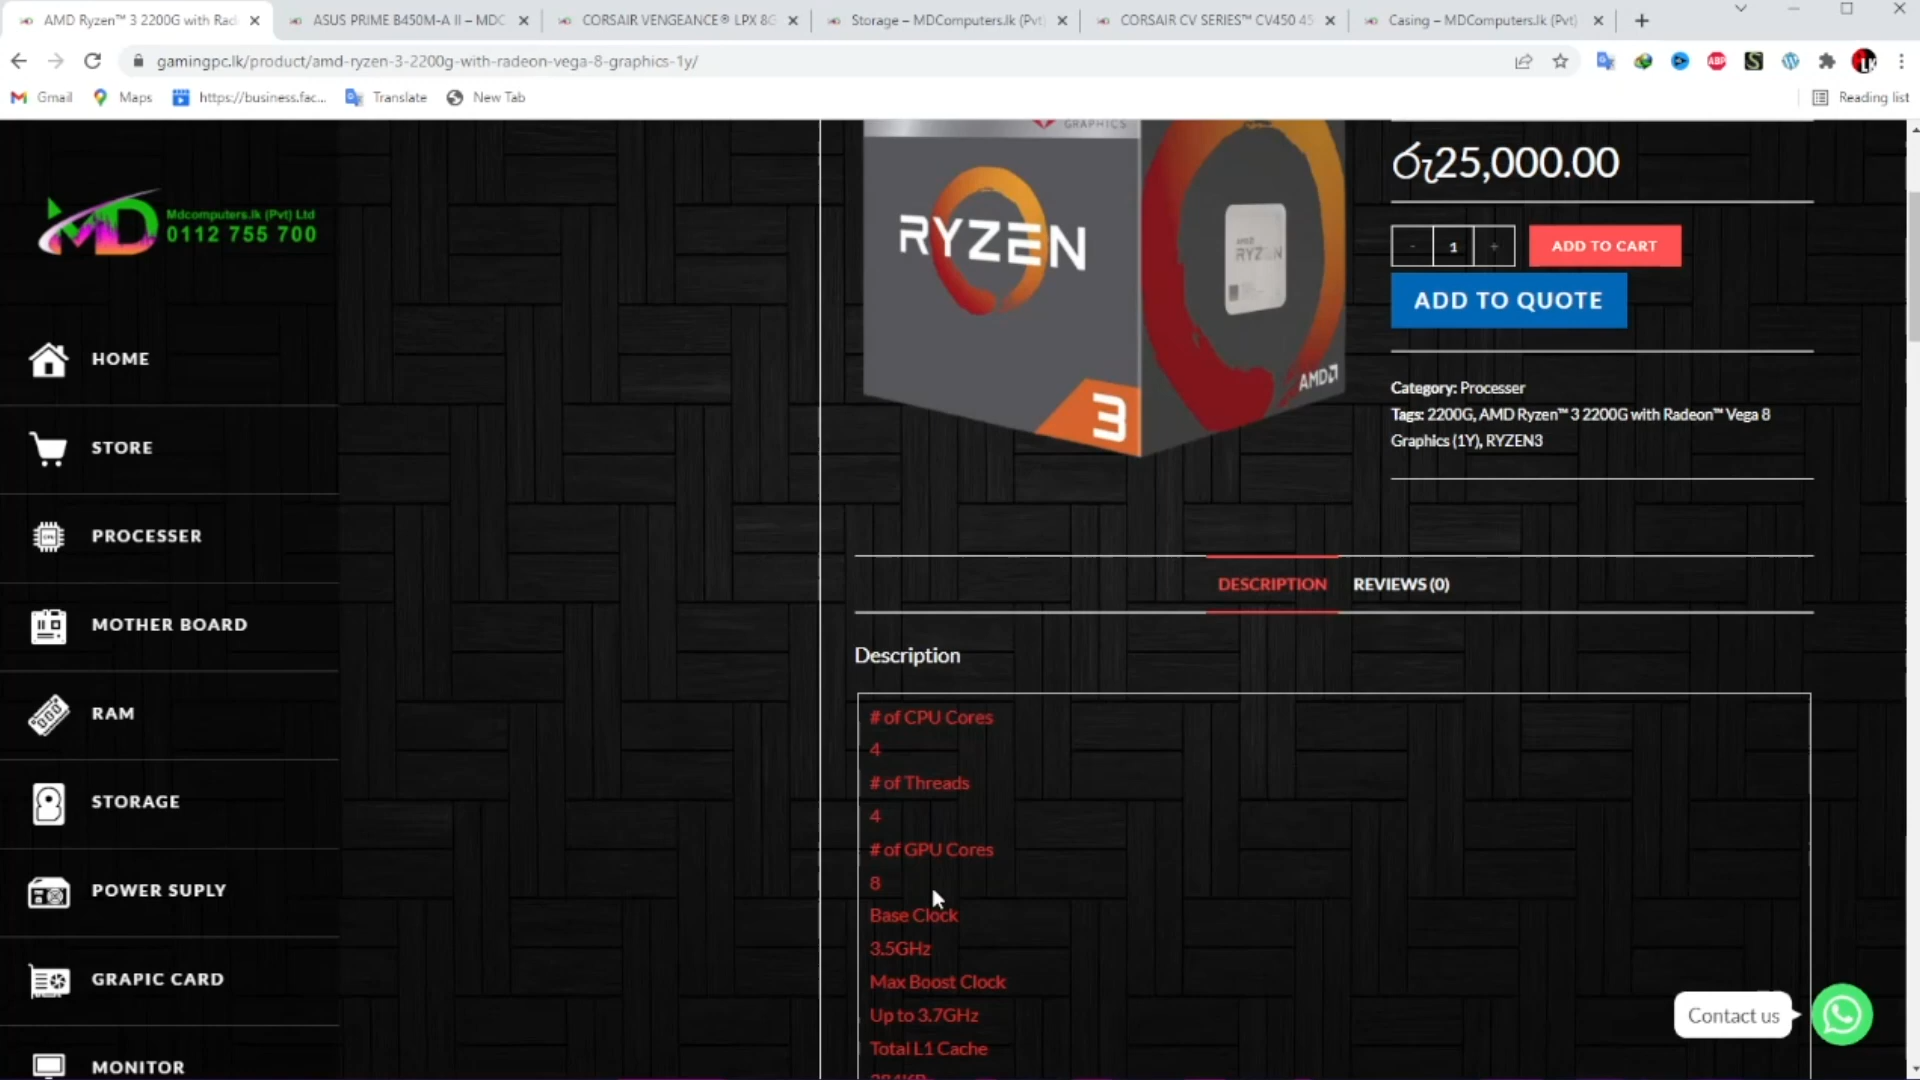 AMD Ryzen™ 3 2200G with Rad
ASUS PRIME B450M-A II – MDC
CORSAIR VENGEANCE® LPX 8G
Storage – MDComputers.lk (Pvt)
CORSAIR CV SERIES™ CV450 45
Casing – MDComputers.lk (Pvt)
gamingpc.lk/product/amd-ryzen-3-2200g-with-radeon-vega-8-graphics-1y/
ABP
S
LK
Gmail
Maps
https://business.fac...
Translate
New Tab
Reading list
MD
Mdcomputers.lk (Pvt) Ltd
0112 755 700
HOME
STORE
PROCESSER
MOTHER BOARD
RAM
STORAGE
POWER SUPLY
GRAPIC CARD
MONITOR
GRAPHICS
RYZEN
AMD
RYZEN
AMD
3
රු25,000.00
- 1 +
ADD TO CART
ADD TO QUOTE
Category: Processer
Tags: 2200G, AMD Ryzen™ 3 2200G with Radeon™ Vega 8
Graphics (1Y), RYZEN3
DESCRIPTION
REVIEWS (0)
Description
# of CPU Cores
4
# of Threads
4
# of GPU Cores
8
Base Clock
3.5GHz
Max Boost Clock
Up to 3.7GHz
Total L1 Cache
Contact us